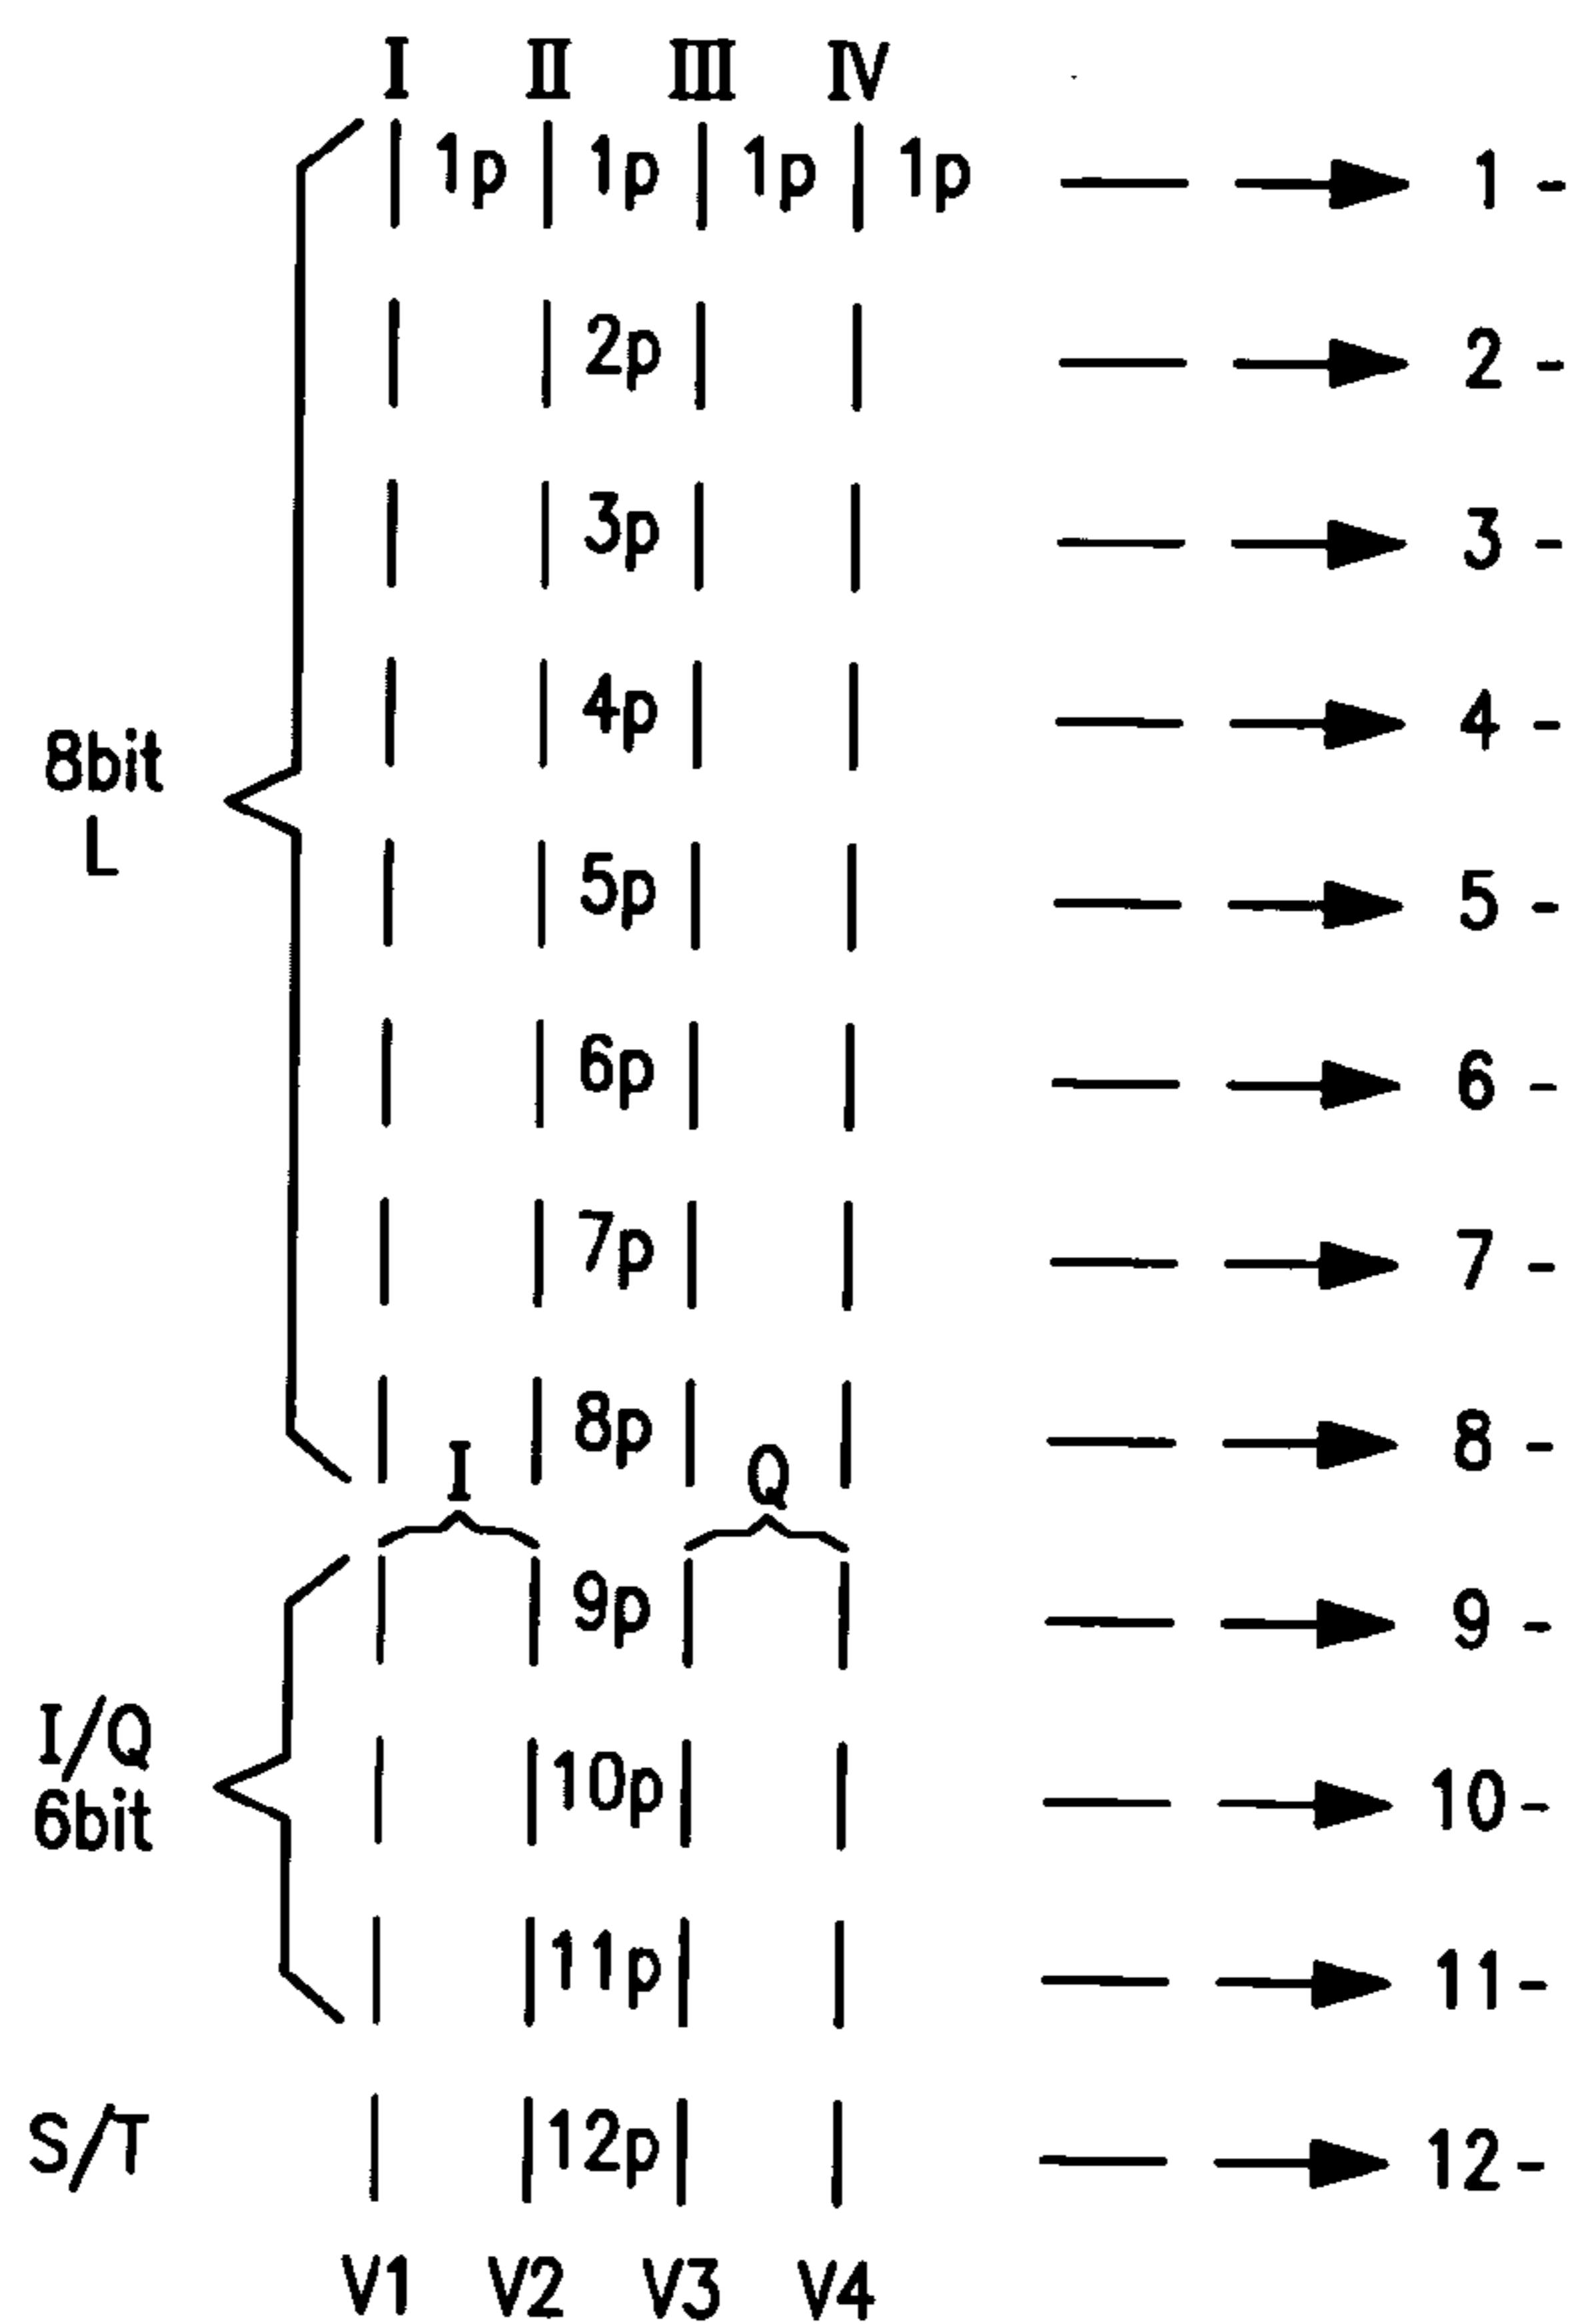 I II III IV
1p 1p 1p 1p 1 -
2p 2 -
3p 3 -
4p 4 -
8bit
L
5p 5 -
6p 6 -
7p 7 -
8p 8 -
I Q
9p 9 -
I/Q
6bit
10p 10 -
11p 11 -
S/T 12p 12 -
V1 V2 V3 V4